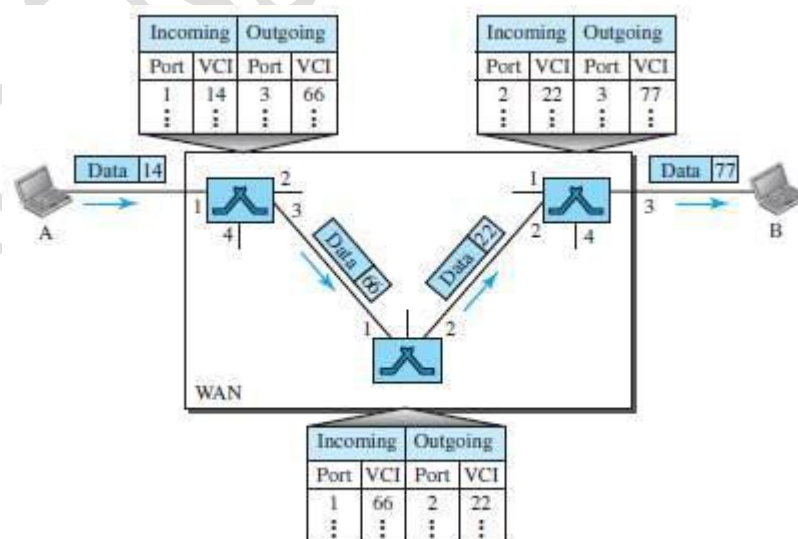 Incoming Outgoing
Port VCI Port VCI
1 14 3 66
⋮ ⋮ ⋮ ⋮
Incoming Outgoing
Port VCI Port VCI
2 22 3 77
⋮ ⋮ ⋮ ⋮
Data 14
A
1
2
3
4
Data 66
Data 22
1
2
3
4
Data 77
B
1
2
WAN
Incoming Outgoing
Port VCI Port VCI
1 66 2 22
⋮ ⋮ ⋮ ⋮